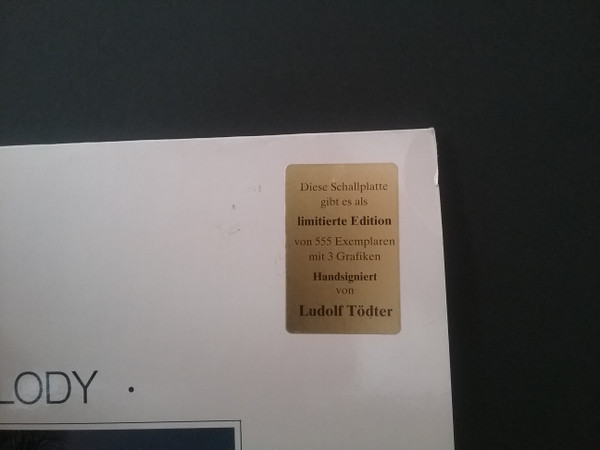 Diese Schallplatte
gibt es als
limitierte Edition
von 555 Exemplaren
mit 3 Grafiken
Handsigniert
von
Ludolf Tödter
LODY ·